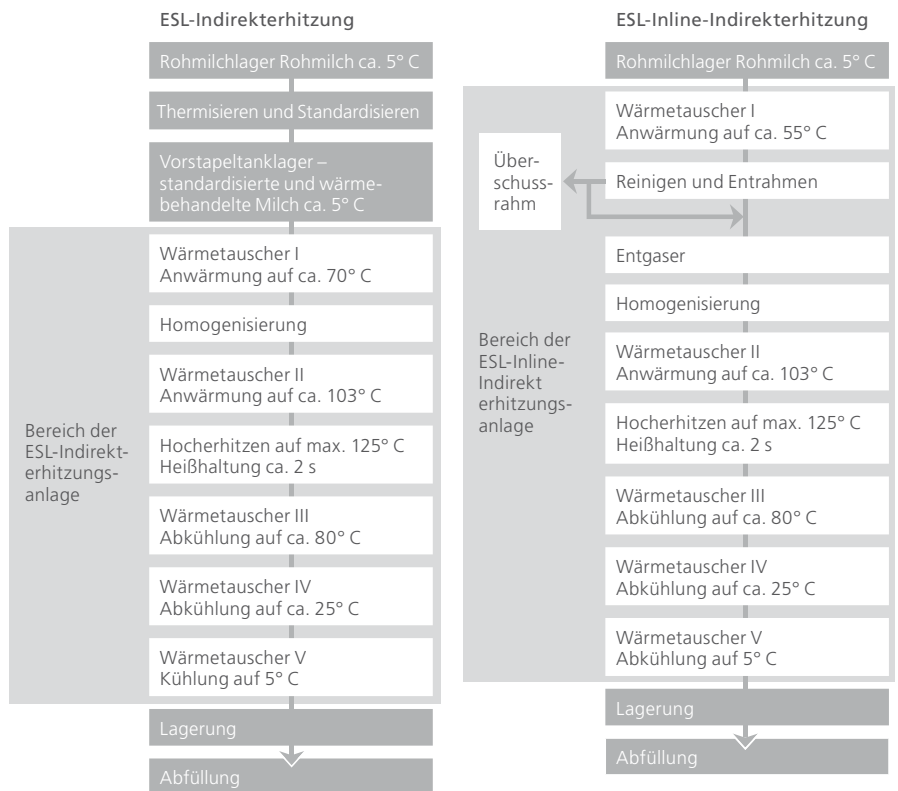 ESL-Indirekterhitzung
Rohmilchlager Rohmilch ca. 5° C
Thermisieren und Standardisieren
Vorstapeltanklager –
standardisierte und wärme-
behandelte Milch ca. 5° C
Wärmetauscher I
Anwärmung auf ca. 70° C
Homogenisierung
Wärmetauscher II
Anwärmung auf ca. 103° C
Bereich der
ESL-Indirekt-
erhitzungs-
anlage
Hocherhitzen auf max. 125° C
Heißhaltung ca. 2 s
Wärmetauscher III
Abkühlung auf ca. 80° C
Wärmetauscher IV
Abkühlung auf ca. 25° C
Wärmetauscher V
Kühlung auf 5° C
Lagerung
Abfüllung
ESL-Inline-Indirekterhitzung
Rohmilchlager Rohmilch ca. 5° C
Wärmetauscher I
Anwärmung auf ca. 55° C
Über-
schuss-
rahm
Reinigen und Entrahmen
Entgaser
Homogenisierung
Bereich der
ESL-Inline-
Indirekt
erhitzungs-
anlage
Wärmetauscher II
Anwärmung auf ca. 103° C
Hocherhitzen auf max. 125° C
Heißhaltung ca. 2 s
Wärmetauscher III
Abkühlung auf ca. 80° C
Wärmetauscher IV
Abkühlung auf ca. 25° C
Wärmetauscher V
Abkühlung auf 5° C
Lagerung
Abfüllung